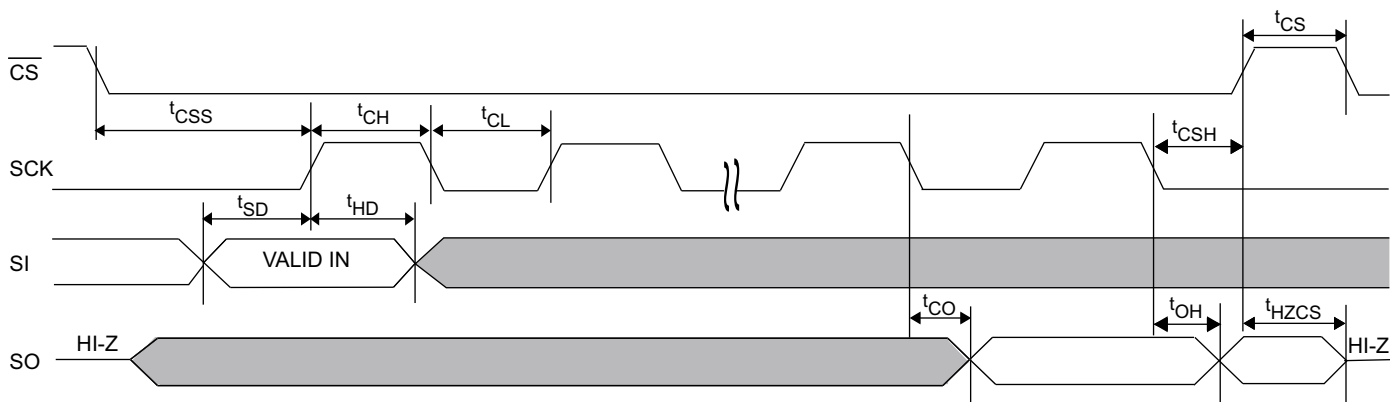 tCS
CS
tCSS tCH tCL tCSH
SCK
tSD tHD
SI VALID IN
tCO tOH tHZCS
SO HI-Z HI-Z